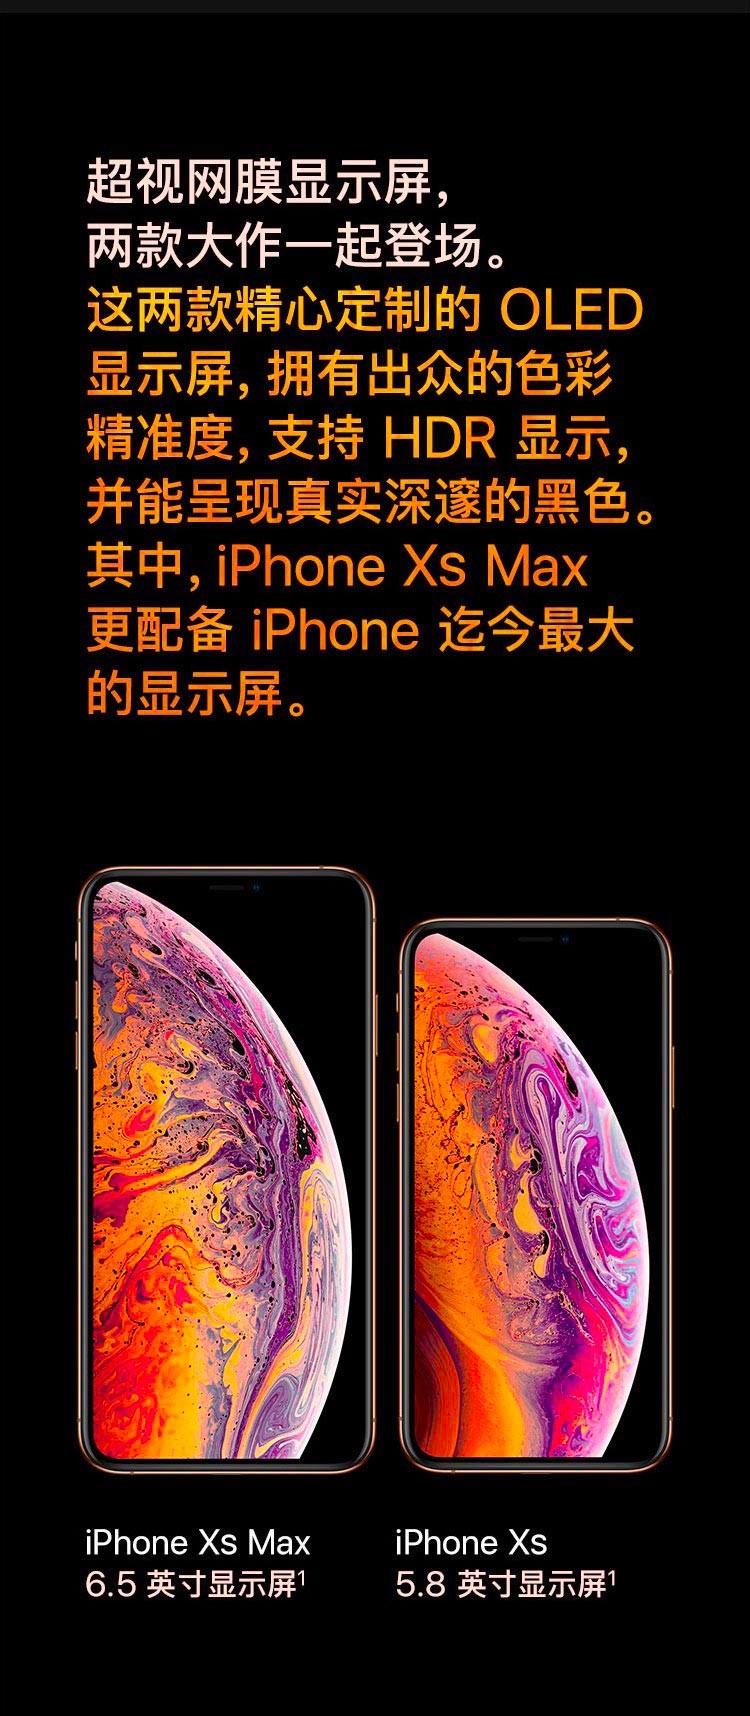 超视网膜显示屏，
两款大作一起登场。
这两款精心定制的 OLED
显示屏，拥有出众的色彩
精准度，支持 HDR 显示，
并能呈现真实深邃的黑色。
其中，iPhone Xs Max
更配备 iPhone 迄今最大
的显示屏。
iPhone Xs Max
6.5 英寸显示屏¹
iPhone Xs
5.8 英寸显示屏¹